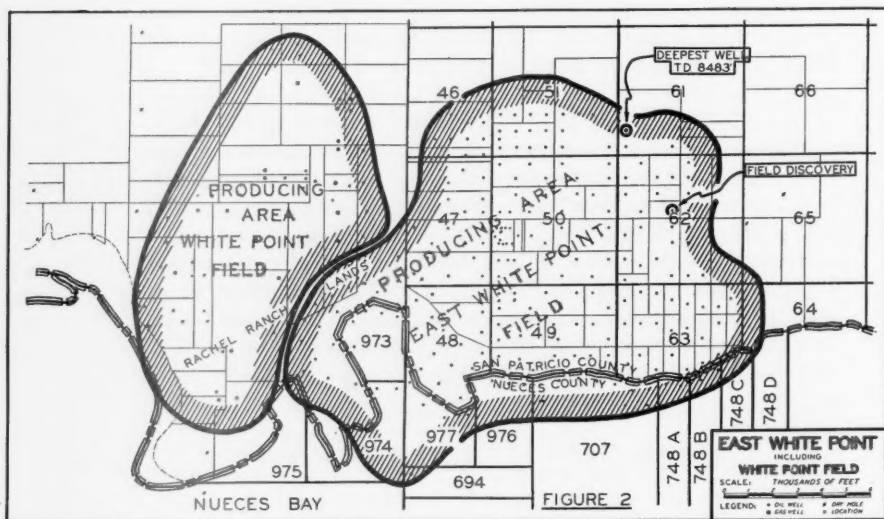 46
51
DEEPEST WELL
T.D. 8483'
61
66
PRODUCING
AREA
WHITE POINT
FIELD
FIELD DISCOVERY
47
PRODUCING AREA
50
62
65
RACHEL RANCH LANDS
EAST WHITE POINT
FIELD
973
48
49
63
64
SAN PATRICIO COUNTY
NUECES COUNTY
974
977
976
707
748 A
748 B
748 C
748 D
975
694
NUECES BAY
FIGURE 2
EAST WHITE POINT
INCLUDING
WHITE POINT FIELD
SCALE: THOUSANDS OF FEET
LEGEND: OIL WELL DRY HOLE
GAS WELL LOCATION